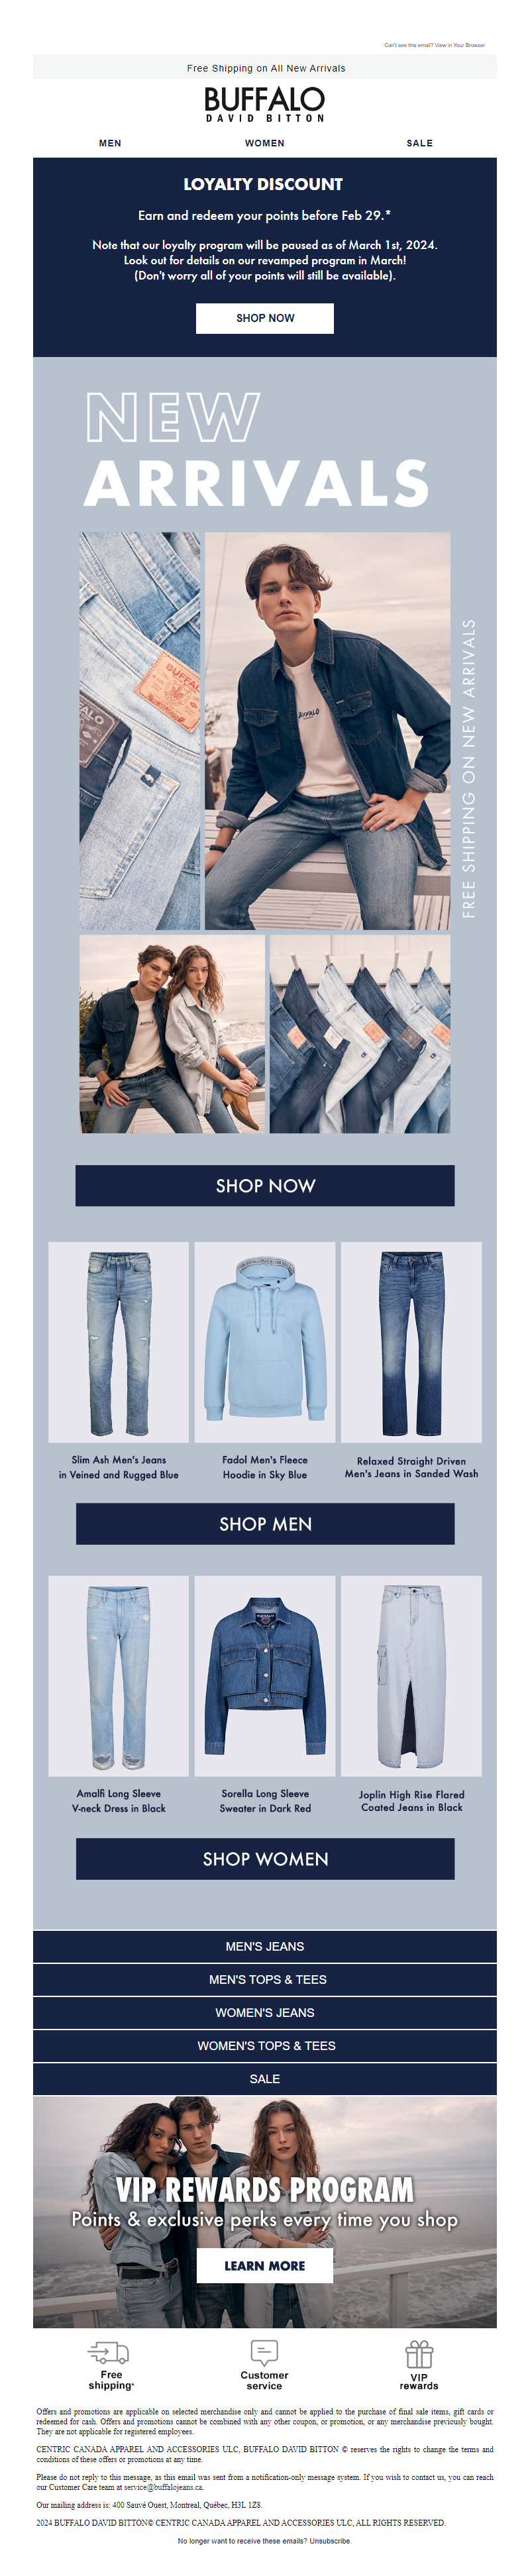 Can't see this email? View in Your Browser
Free Shipping on All New Arrivals
BUFFALO
DAVID BITTON
MEN WOMEN SALE
LOYALTY DISCOUNT
Earn and redeem your points before Feb 29.*
Note that our loyalty program will be paused as of March 1st, 2024.
Look out for details on our revamped program in March!
(Don't worry all of your points will still be available).
SHOP NOW
NEW
ARRIVALS
BUFFALO
BUFFALO
FREE SHIPPING ON NEW ARRIVALS
SHOP NOW
Slim Ash Men's Jeans
in Veined and Rugged Blue
Fadol Men's Fleece
Hoodie in Sky Blue
Relaxed Straight Driven
Men's Jeans in Sanded Wash
SHOP MEN
Amalfi Long Sleeve
V-neck Dress in Black
Sorella Long Sleeve
Sweater in Dark Red
Joplin High Rise Flared
Coated Jeans in Black
SHOP WOMEN
MEN'S JEANS
MEN'S TOPS & TEES
WOMEN'S JEANS
WOMEN'S TOPS & TEES
SALE
VIP REWARDS PROGRAM
Points & exclusive perks every time you shop
LEARN MORE
Free
shipping*
Customer
service
VIP
rewards
Offers and promotions are applicable on selected merchandise only and cannot be applied to the purchase of final sale items, gift cards or
redeemed for cash. Offers and promotions cannot be combined with any other coupon, or promotion, or any merchandise previously bought.
They are not applicable for registered employees.
CENTRIC CANADA APPAREL AND ACCESSORIES ULC, BUFFALO DAVID BITTON © reserves the rights to change the terms and
conditions of these offers or promotions at any time.
Please do not reply to this message, as this email was sent from a notification-only message system. If you wish to contact us, you can reach
our Customer Care team at service@buffalojeans.ca.
Our mailing address is: 400 Sauvé Ouest, Montreal, Québec, H3L 1Z8.
2024 BUFFALO DAVID BITTON© CENTRIC CANADA APPAREL AND ACCESSORIES ULC, ALL RIGHTS RESERVED.
No longer want to receive these emails? Unsubscribe.